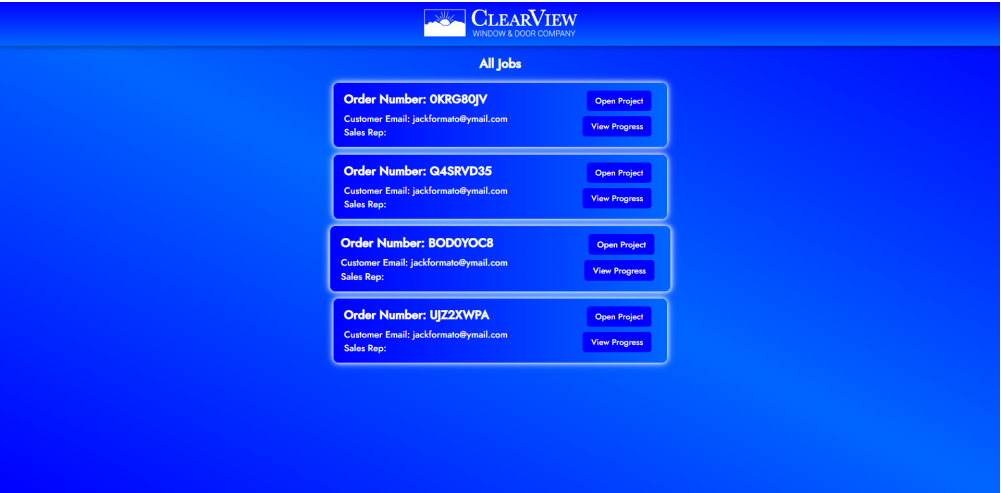 CLEARVIEW
WINDOW & DOOR COMPANY
All Jobs
Order Number: 0KRG80JV
Customer Email: jackformato@ymail.com
Sales Rep:
Open Project
View Progress
Order Number: Q4SRVD35
Customer Email: jackformato@ymail.com
Sales Rep:
Open Project
View Progress
Order Number: BOD0YOC8
Customer Email: jackformato@ymail.com
Sales Rep:
Open Project
View Progress
Order Number: UJZ2XWPA
Customer Email: jackformato@ymail.com
Sales Rep:
Open Project
View Progress